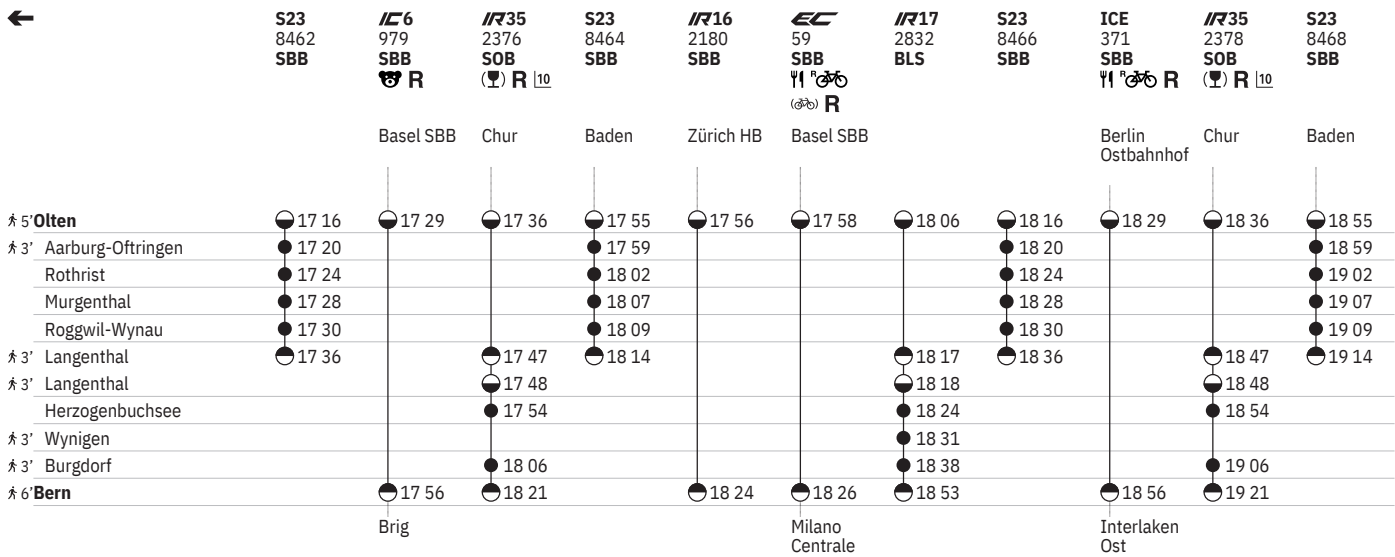 S23 IC6 IR35 S23 IR16 EC IR17 S23 ICE IR35 S23
8462 979 2376 8464 2180 59 2832 8466 371 2378 8468
SBB SBB SOB SBB SBB SBB BLS SBB SBB SOB SBB
R R 10 R R R 10
R
Basel SBB Chur Baden Zürich HB Basel SBB Berlin Chur Baden
Ostbahnhof
5' Olten 17 16 17 29 17 36 17 55 17 56 17 58 18 06 18 16 18 29 18 36 18 55
3' Aarburg-Oftringen 17 20 17 59 18 20 18 59
Rothrist 17 24 18 02 18 24 19 02
Murgenthal 17 28 18 07 18 28 19 07
Roggwil-Wynau 17 30 18 09 18 30 19 09
3' Langenthal 17 36 17 47 18 14 18 17 18 36 18 47 19 14
3' Langenthal 17 48 18 18 18 48
Herzogenbuchsee 17 54 18 24 18 54
3' Wynigen 18 31
3' Burgdorf 18 06 18 38 19 06
6' Bern 17 56 18 21 18 24 18 26 18 53 18 56 19 21
Brig Milano Interlaken
Centrale Ost